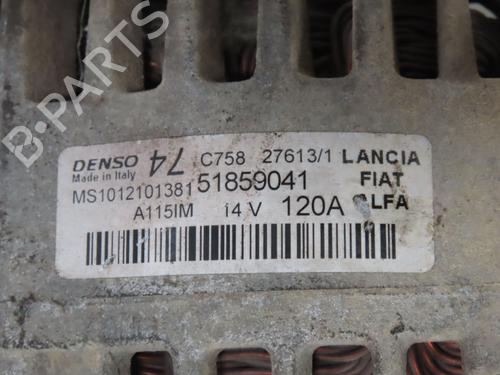 B-PARTS
DENSO 74 C758 27613/1 LANCIA
Made in Italy
MS1012101381 51859041 FIAT
A115IM 14 V 120A ALFA